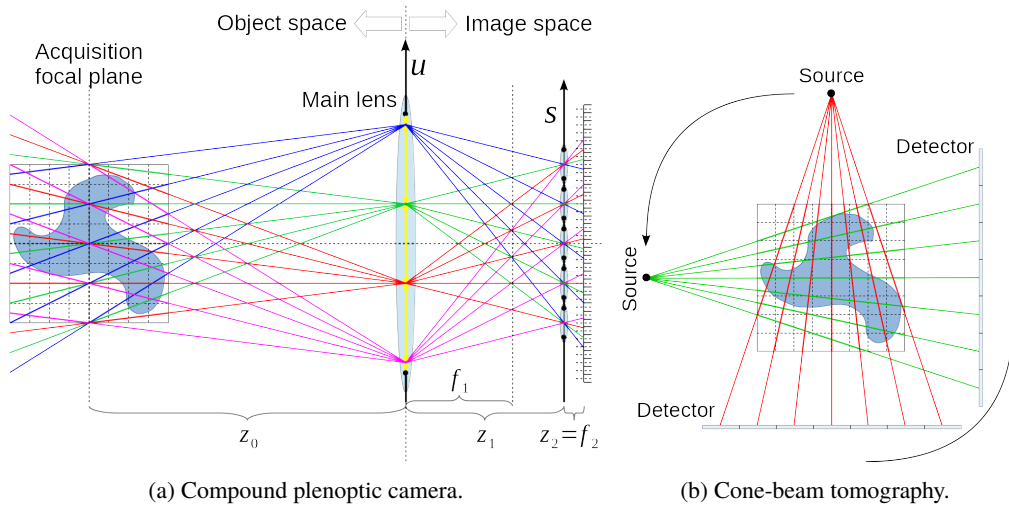 Object space
Image space
Acquisition
focal plane
u
Main lens
s
f₁
z₀
z₁
z₂=f₂
(a) Compound plenoptic camera.
Source
Detector
Source
Detector
(b) Cone-beam tomography.